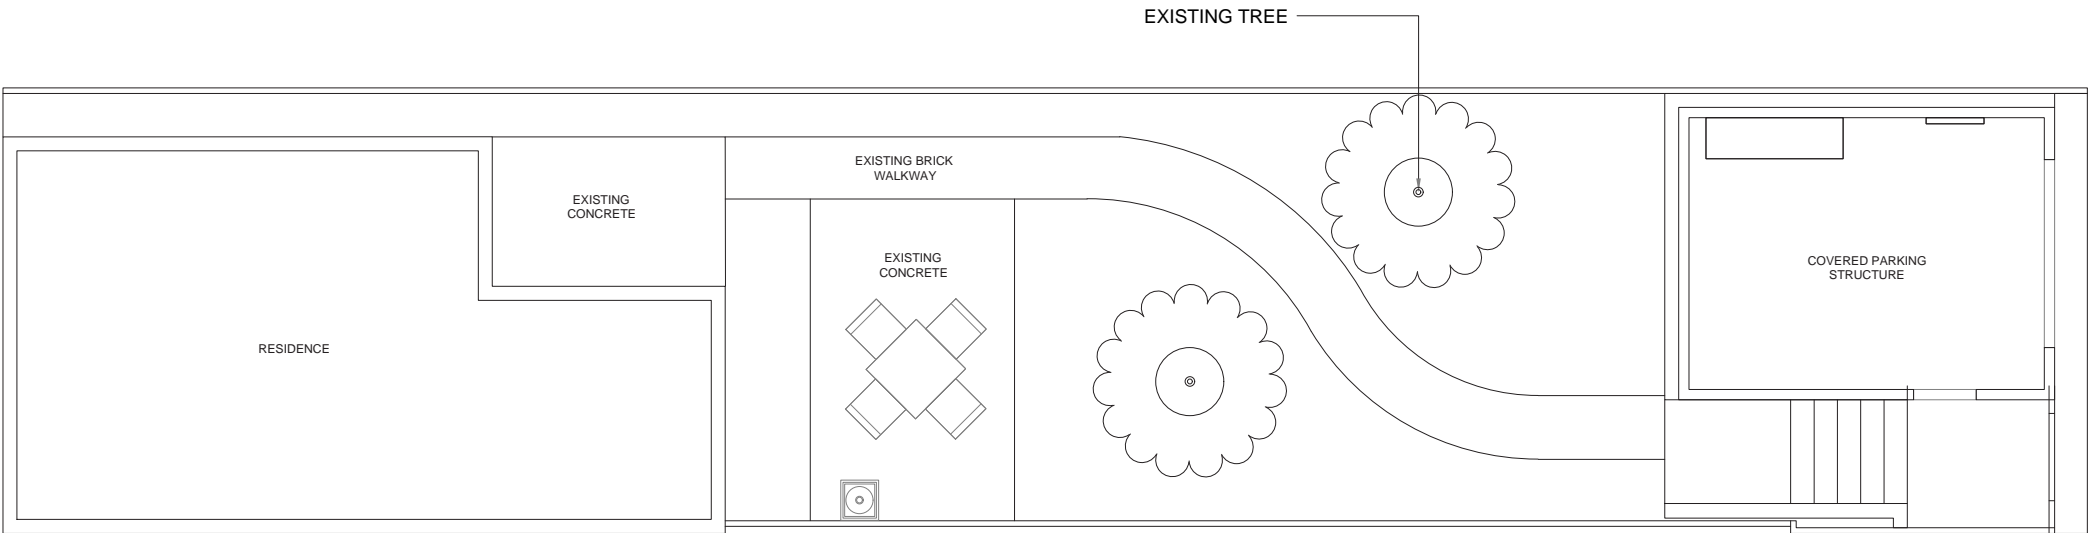 EXISTING TREE
EXISTING BRICK
WALKWAY
EXISTING
CONCRETE
EXISTING
CONCRETE
COVERED PARKING
STRUCTURE
RESIDENCE